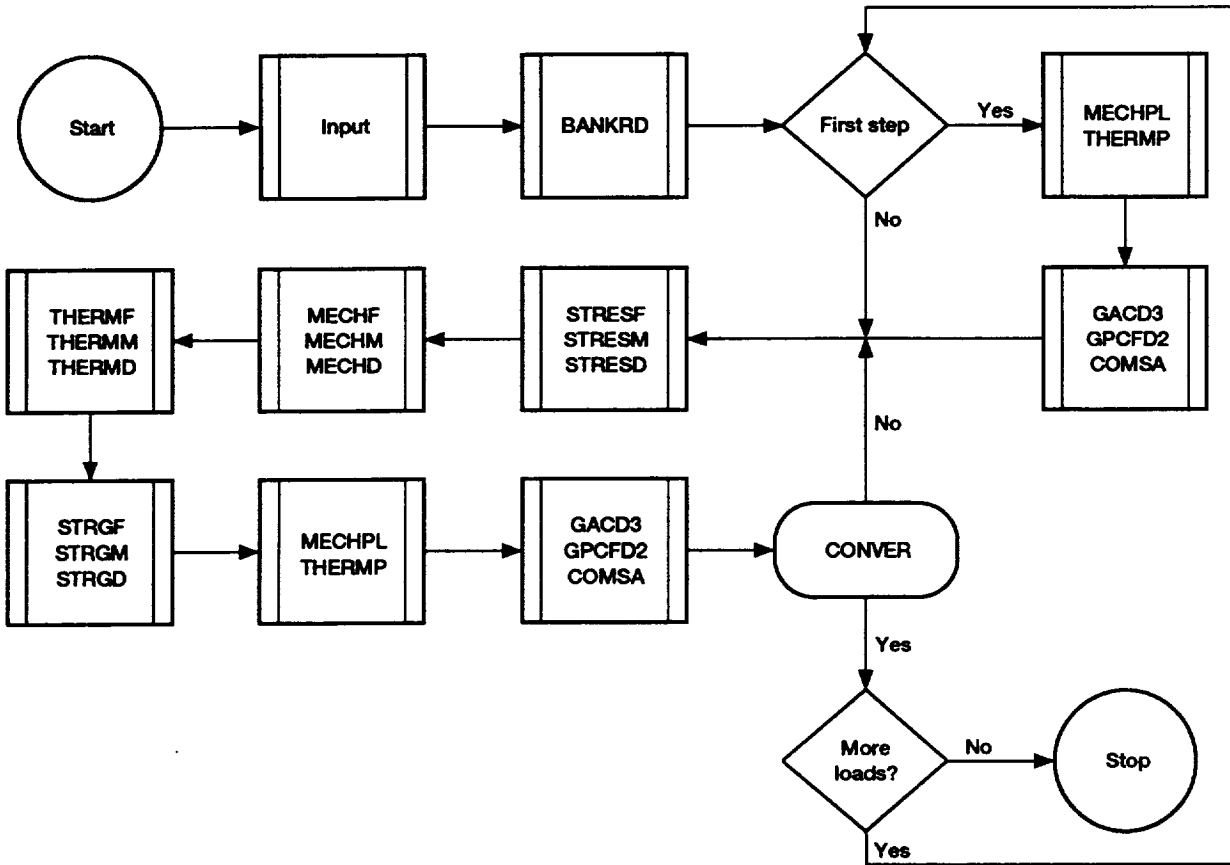 Start
Input
BANKRD
First step
Yes
MECHPL
THERMP
No
THERMF
THERMM
THERMD
MECHF
MECHM
MECHD
STRESF
STRESM
STRESD
GACD3
GPCFD2
COMSA
No
STRGF
STRGM
STRGD
MECHPL
THERMP
GACD3
GPCFD2
COMSA
CONVER
Yes
More
loads?
No
Stop
Yes